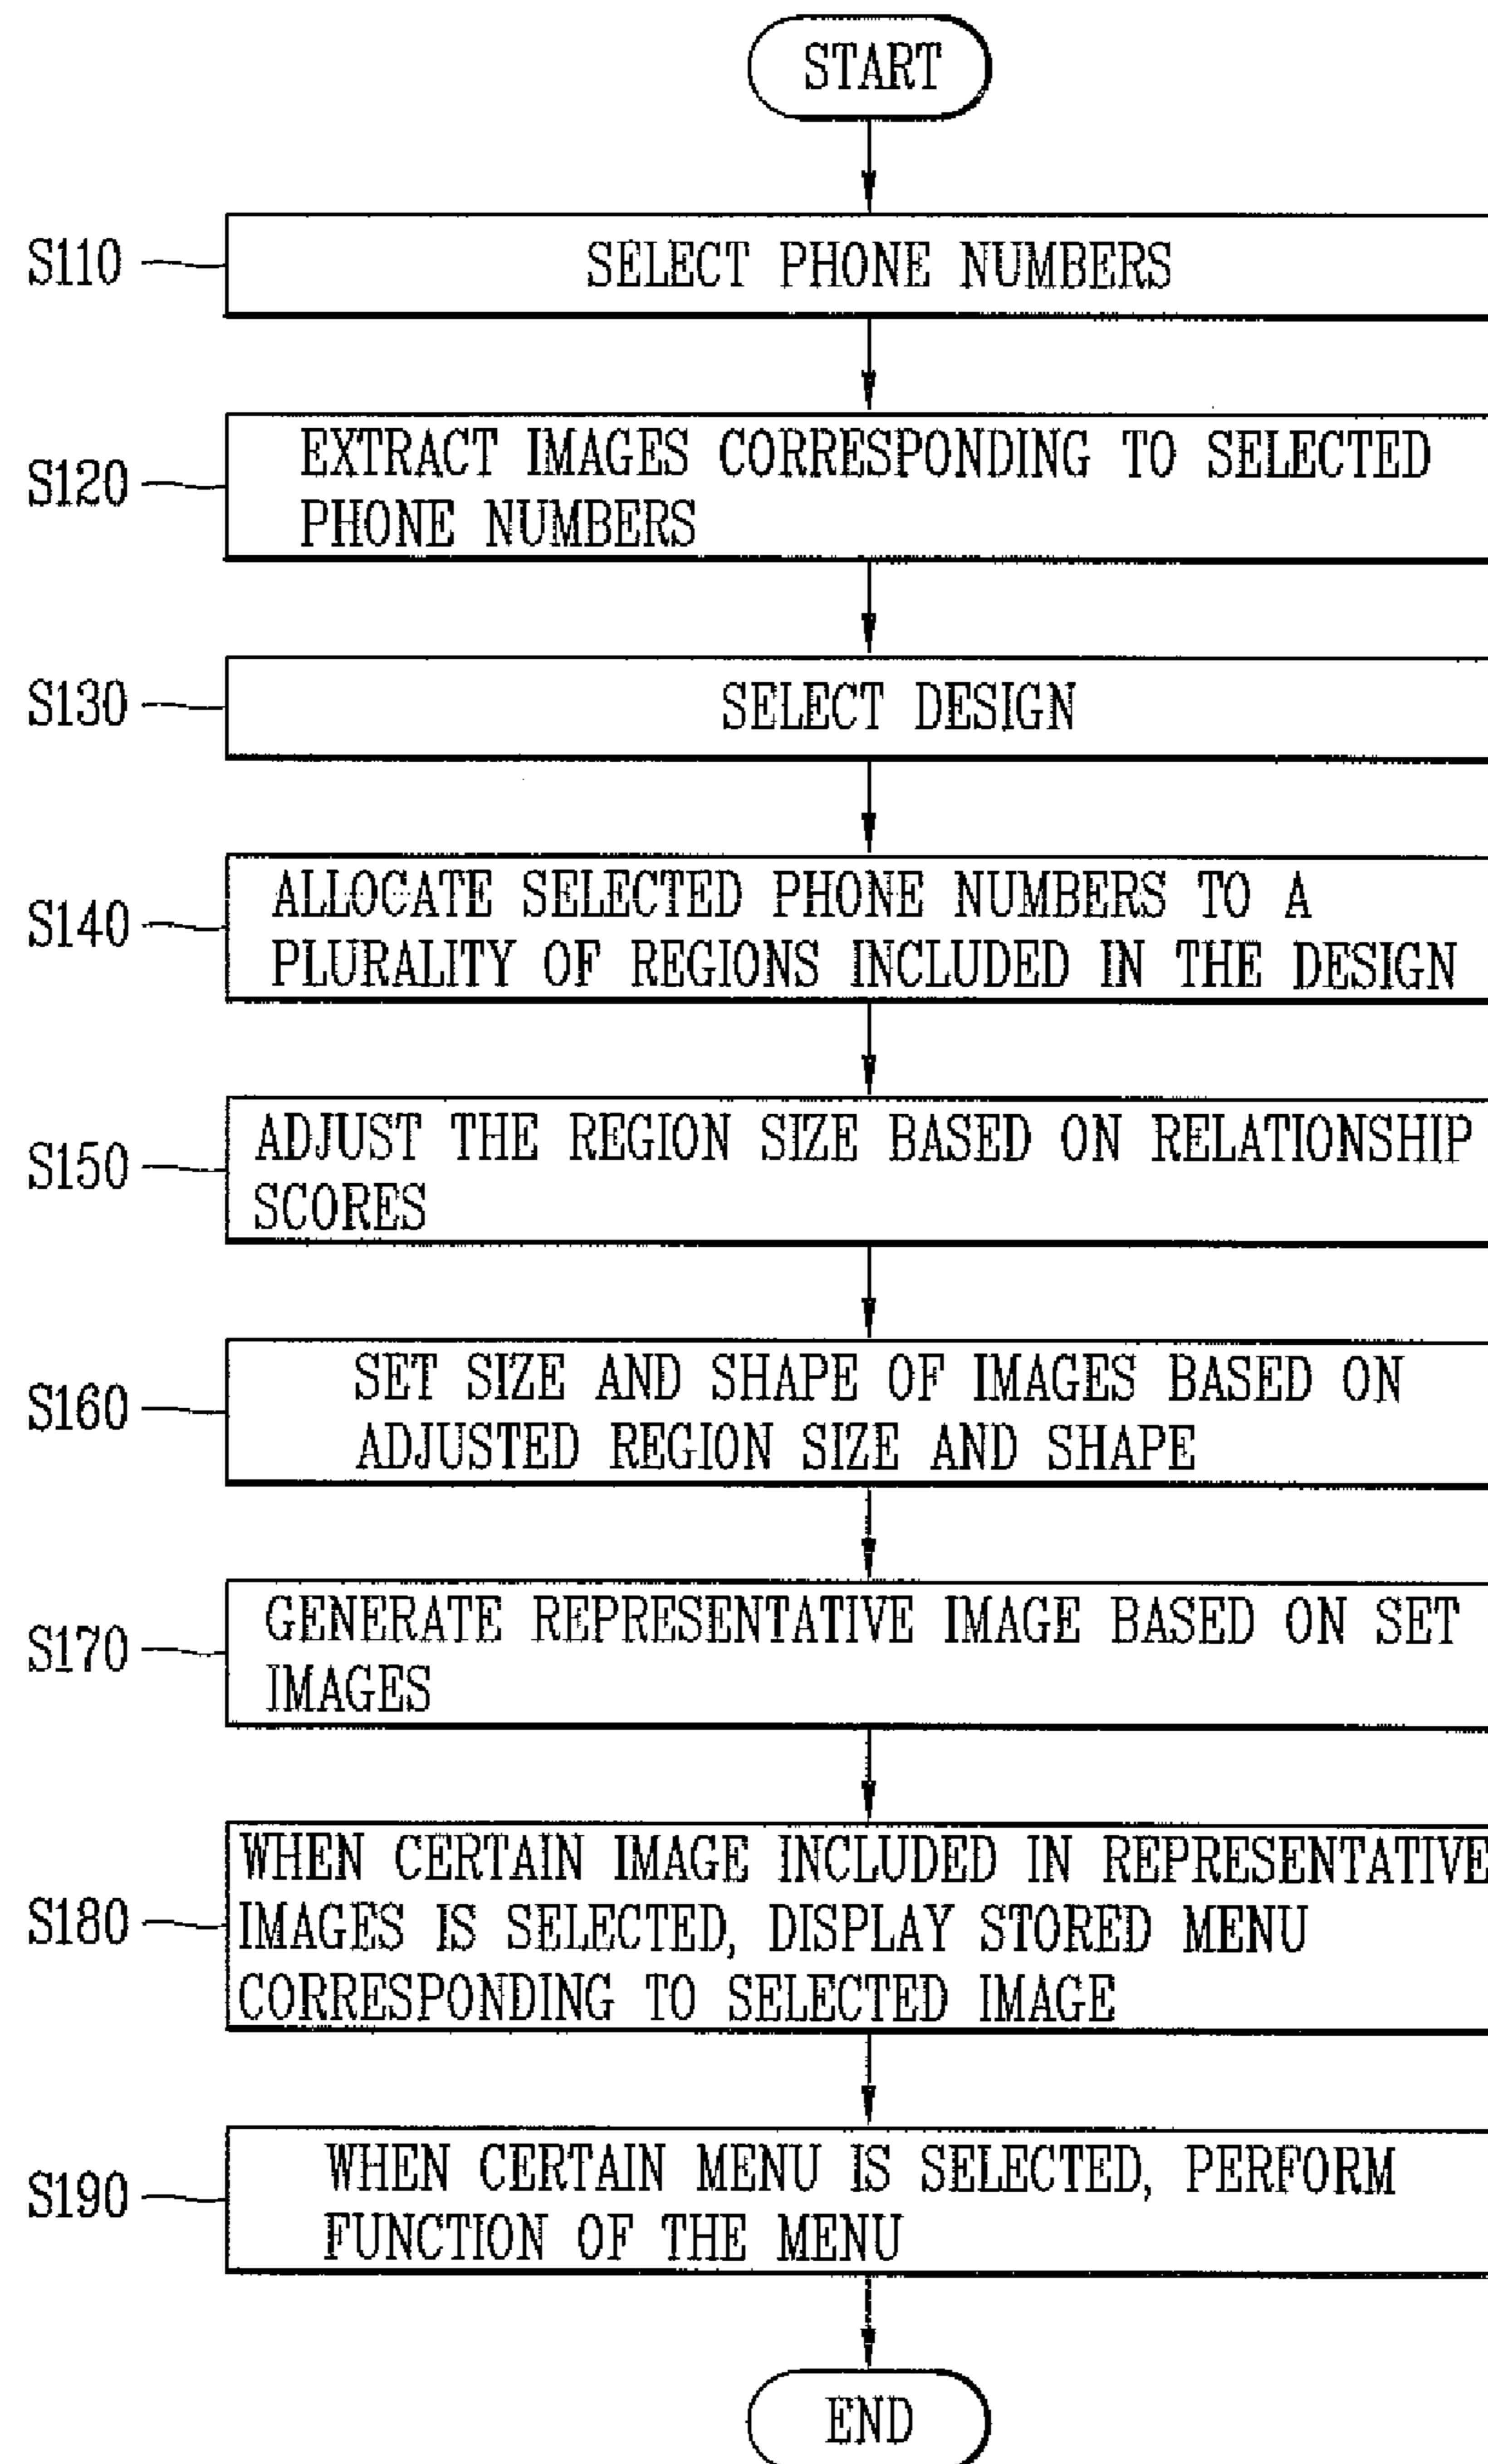 START
S110
SELECT PHONE NUMBERS
S120
EXTRACT IMAGES CORRESPONDING TO SELECTED
PHONE NUMBERS
S130
SELECT DESIGN
S140
ALLOCATE SELECTED PHONE NUMBERS TO A
PLURALITY OF REGIONS INCLUDED IN THE DESIGN
S150
ADJUST THE REGION SIZE BASED ON RELATIONSHIP
SCORES
S160
SET SIZE AND SHAPE OF IMAGES BASED ON
ADJUSTED REGION SIZE AND SHAPE
S170
GENERATE REPRESENTATIVE IMAGE BASED ON SET
IMAGES
S180
WHEN CERTAIN IMAGE INCLUDED IN REPRESENTATIVE
IMAGES IS SELECTED, DISPLAY STORED MENU
CORRESPONDING TO SELECTED IMAGE
S190
WHEN CERTAIN MENU IS SELECTED, PERFORM
FUNCTION OF THE MENU
END